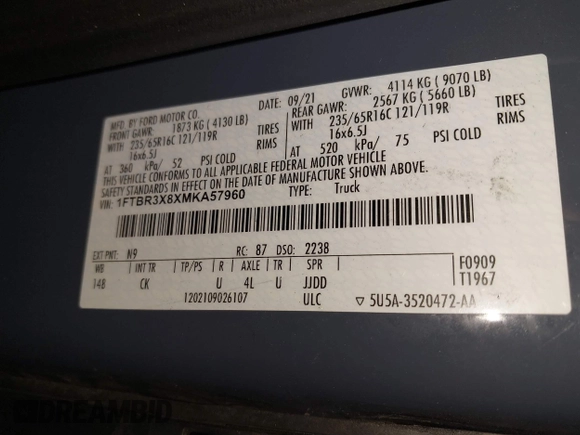 MFD. BY FORD MOTOR CO. DATE: 09/21 GVWR: 4114 KG ( 9070 LB)
FRONT GAWR: 1873 KG ( 4130 LB) REAR GAWR: 2567 KG ( 5660 LB)
WITH 235/65R16C 121/119R TIRES WITH 235/65R16C 121/119R TIRES
16x6.5J RIMS 16x6.5J RIMS
AT 360 kPa/ 52 PSI COLD AT 520 kPa/ 75 PSI COLD
THIS VEHICLE CONFORMS TO ALL APPLICABLE FEDERAL MOTOR VEHICLE
SAFETY STANDARDS IN EFFECT ON THE DATE OF MANUFACTURE SHOWN ABOVE.
VIN: 1FTBR3X8XMKA57960 TYPE: Truck
EXT PNT: N9 RC: 87 DSO: 2238
WB INT TR TP/PS R AXLE TR SPR F0909
148 CK U 4L U JJDD T1967
1202109026107 ULC ▽ 5U5A-3520472-AA
DREAMBID